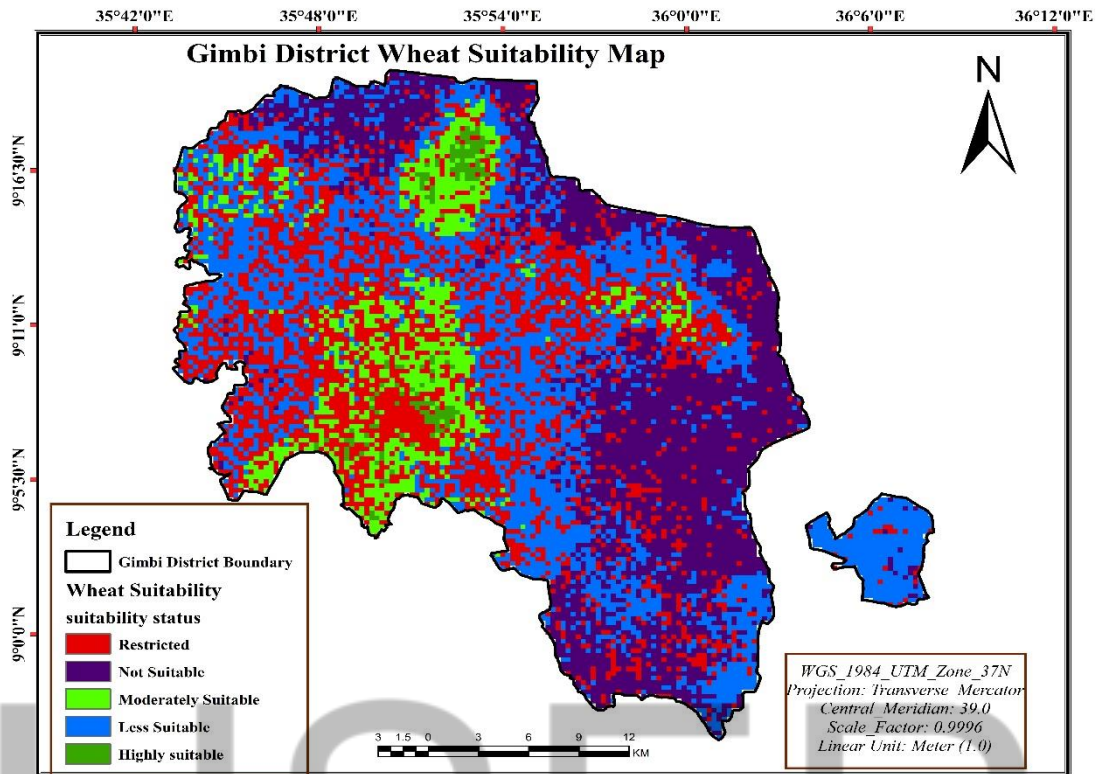 35°42'0"E 35°48'0"E 35°54'0"E 36°0'0"E 36°6'0"E 36°12'0"E
Gimbi District Wheat Suitability Map
N
9°16'30"N
9°11'0"N
9°5'30"N
9°0'0"N
Legend
Gimbi District Boundary
Wheat Suitability
suitability status
Restricted
Not Suitable
Moderately Suitable
Less Suitable
Highly suitable
3 1.5 0 3 6 9 12
KM
WGS_1984_UTM_Zone_37N
Projection: Transverse_Mercator
Central_Meridian: 39.0
Scale_Factor: 0.9996
Linear Unit: Meter (1.0)